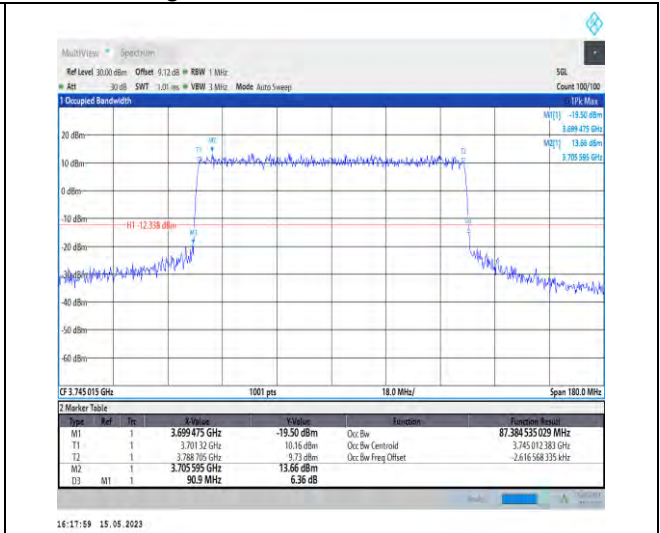 MultiView Spectrum
Ref Level 30.00 dBm Offset 9.12 dB RBW 1 MHz SGL
Att 30 dB SWT 1.01 ms VBW 3 MHz Mode Auto Sweep Count 100/100
1 Occupied Bandwidth 1Pk Max
M1[1] -19.50 dBm
3.699 475 GHz
M2[1] 13.66 dBm
3.705 595 GHz
20 dBm
M2
T1 T2
10 dBm
0 dBm
-10 dBm
H1 -12.338 dBm
M1
-20 dBm
-30 dBm
-40 dBm
-50 dBm
-60 dBm
CF 3.745 015 GHz 1001 pts 18.0 MHz/ Span 180.0 MHz
2 Marker Table
Type Ref Trc X-Value Y-Value Function Function Result
M1 1 3.699 475 GHz -19.50 dBm Occ Bw 87.384 535 029 MHz
T1 1 3.701 32 GHz 10.16 dBm Occ Bw Centroid 3.745 012 383 GHz
T2 1 3.788 705 GHz 9.73 dBm Occ Bw Freq Offset -2.616 568 335 kHz
M2 1 3.705 595 GHz 13.66 dBm
D3 M1 1 90.9 MHz 6.36 dB
16:17:59 15.05.2023